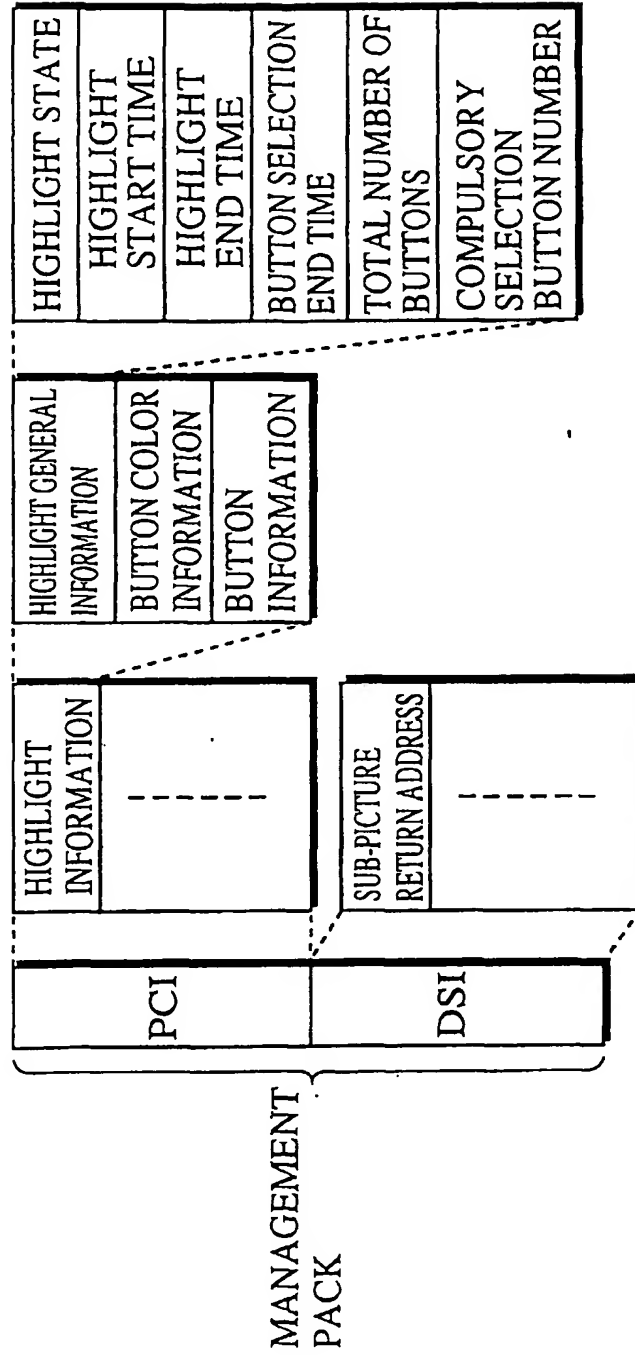 MANAGEMENT
PACK
PCI
DSI
HIGHLIGHT
INFORMATION
SUB-PICTURE
RETURN ADDRESS
HIGHLIGHT GENERAL
INFORMATION
BUTTON COLOR
INFORMATION
BUTTON
INFORMATION
HIGHLIGHT STATE
HIGHLIGHT
START TIME
HIGHLIGHT
END TIME
BUTTON SELECTION
END TIME
TOTAL NUMBER OF
BUTTONS
COMPULSORY
SELECTION
BUTTON NUMBER